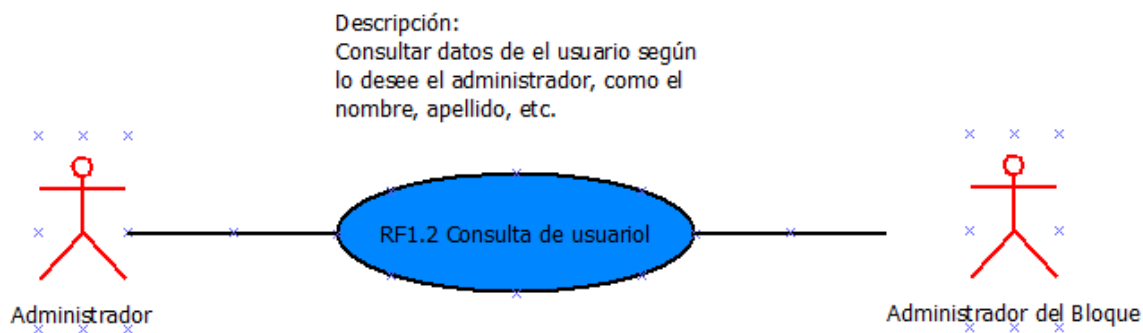 Descripción:
Consultar datos de el usuario según
lo desee el administrador, como el
nombre, apellido, etc.
RF1.2 Consulta de usuariol
Administrador
Administrador del Bloque